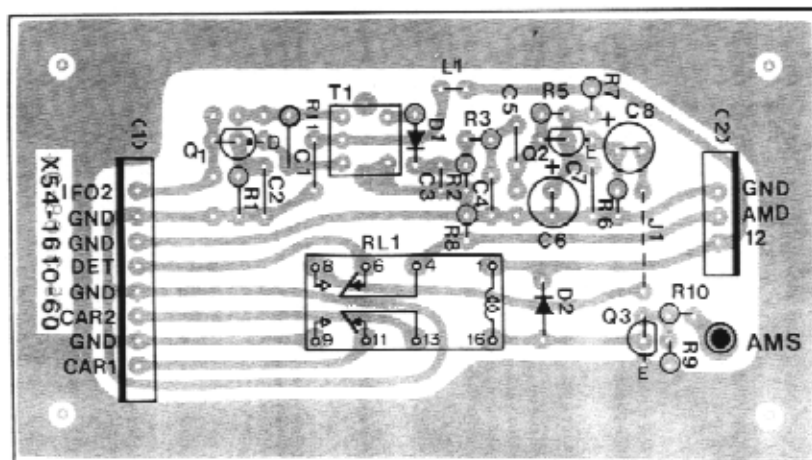 L1
T1
R11
D1
R3
C5
R5
R7
C8
(1)
(2)
Q1
D
C1
Q2
E
X54-1610-60
IFO2
R1
C2
C3
R2
C4
C7
R6
GND
GND
R8
C6
J1
AMD
GND
RL1
12
DET
8 6 4 1
GND
D2
R10
CAR2
Q3
GND
9 11 13 16
AMS
CAR1
E
R9